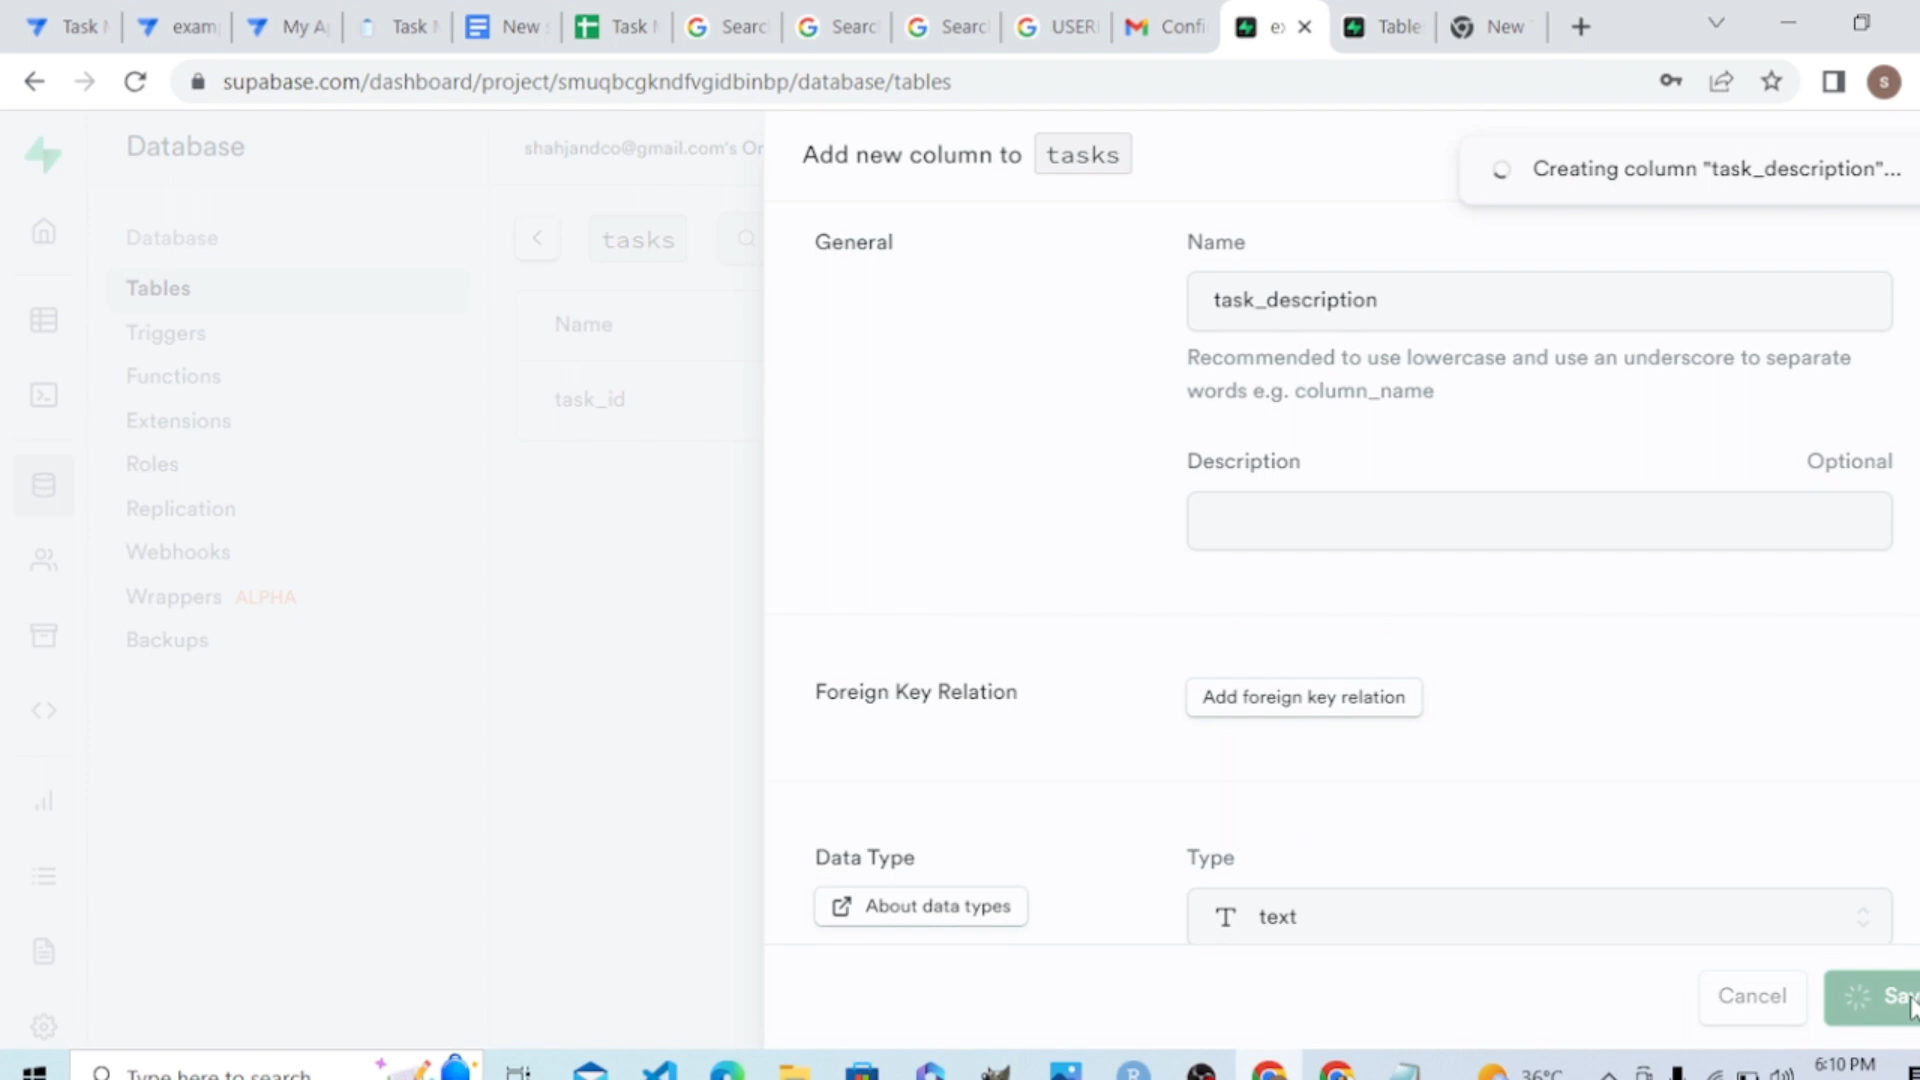 Task
exam
My A
Task
New
Task
Searc
Searc
Searc
USERI
Confi
Table
New
supabase.com/dashboard/project/smuqbcgkndfvgidbinbp/database/tables
s
Database
shahjandco@gmail.com's Or
Add new column to tasks
Creating column "task_description"...
Database
Tables
Triggers
Functions
Extensions
Roles
Replication
Webhooks
Wrappers ALPHA
Backups
tasks
Name
task_id
General
Name
task_description
Recommended to use lowercase and use an underscore to separate
words e.g. column_name
Description
Optional
Foreign Key Relation
Add foreign key relation
Data Type
Type
About data types
text
Cancel
Sav
Type here to search
36°C
6:10 PM